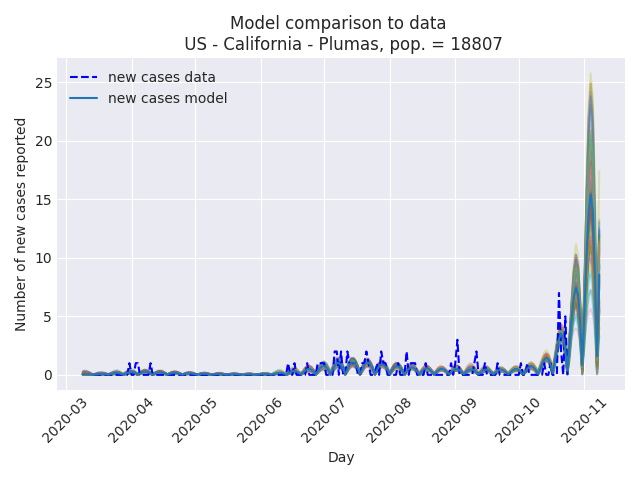 Model comparison to data
US - California - Plumas, pop. = 18807
new cases data
new cases model
Number of new cases reported
25
20
15
10
5
0
2020-03
2020-04
2020-05
2020-06
2020-07
2020-08
2020-09
2020-10
2020-11
Day